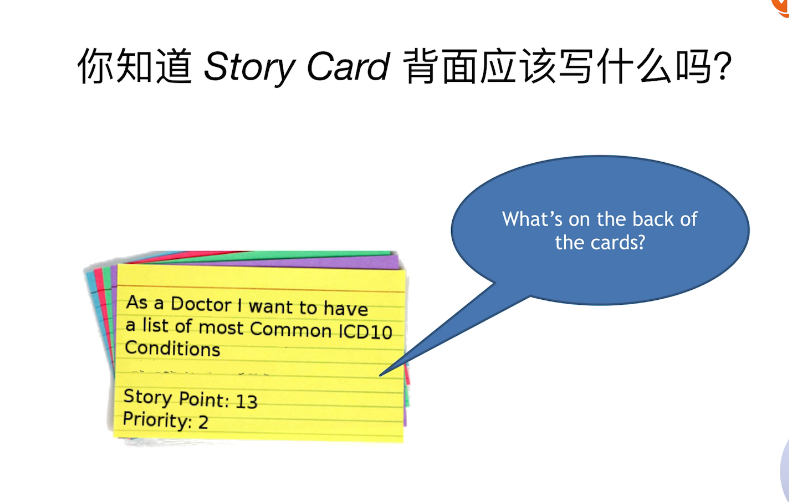 你知道 Story Card 背面应该写什么吗?
What's on the back of
the cards?
As a Doctor I want to have
a list of most Common ICD10
Conditions
Story Point: 13
Priority: 2